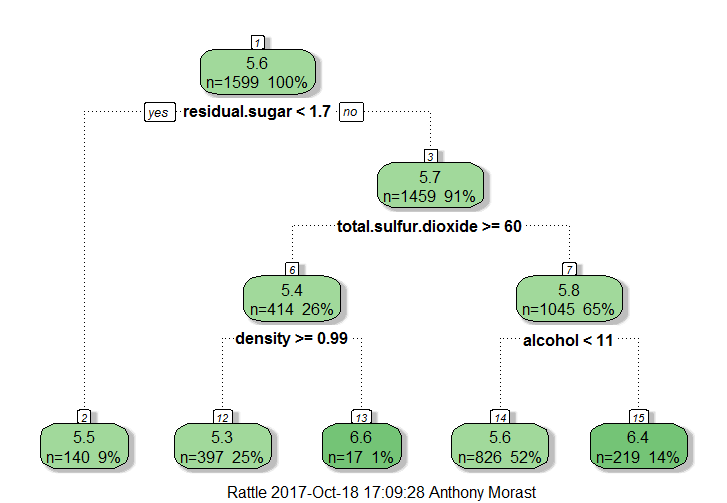 1
5.6
n=1599 100%
yes residual.sugar < 1.7 no
3
5.7
n=1459 91%
total.sulfur.dioxide >= 60
6
5.4
n=414 26%
7
5.8
n=1045 65%
density >= 0.99
alcohol < 11
2
5.5
n=140 9%
12
5.3
n=397 25%
13
6.6
n=17 1%
14
5.6
n=826 52%
15
6.4
n=219 14%
Rattle 2017-Oct-18 17:09:28 Anthony Morast